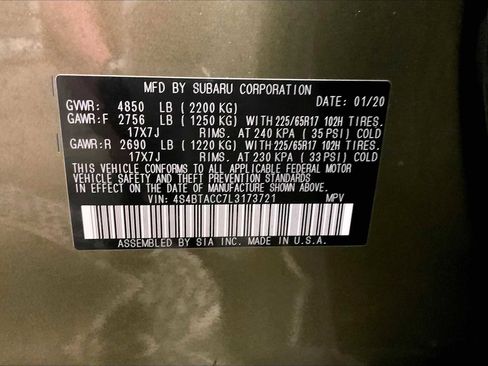 MFD BY SUBARU CORPORATION
GVWR: 4850 LB ( 2200 KG) DATE: 01/20
GAWR:F 2756 LB ( 1250 KG) WITH 225/65R17 102H TIRES.
17X7J RIMS. AT 240 KPA ( 35 PSI) COLD
GAWR:R 2690 LB ( 1220 KG) WITH 225/65R17 102H TIRES.
17X7J RIMS. AT 230 KPA ( 33 PSI) COLD
THIS VEHICLE CONFORMS TO ALL APPLICABLE FEDERAL MOTOR
VEHICLE SAFETY AND THEFT PREVENTION STANDARDS
IN EFFECT ON THE DATE OF MANUFACTURE SHOWN ABOVE.
VIN: 4S4BTACC7L3173721 MPV
ASSEMBLED BY SIA INC. MADE IN U.S.A.